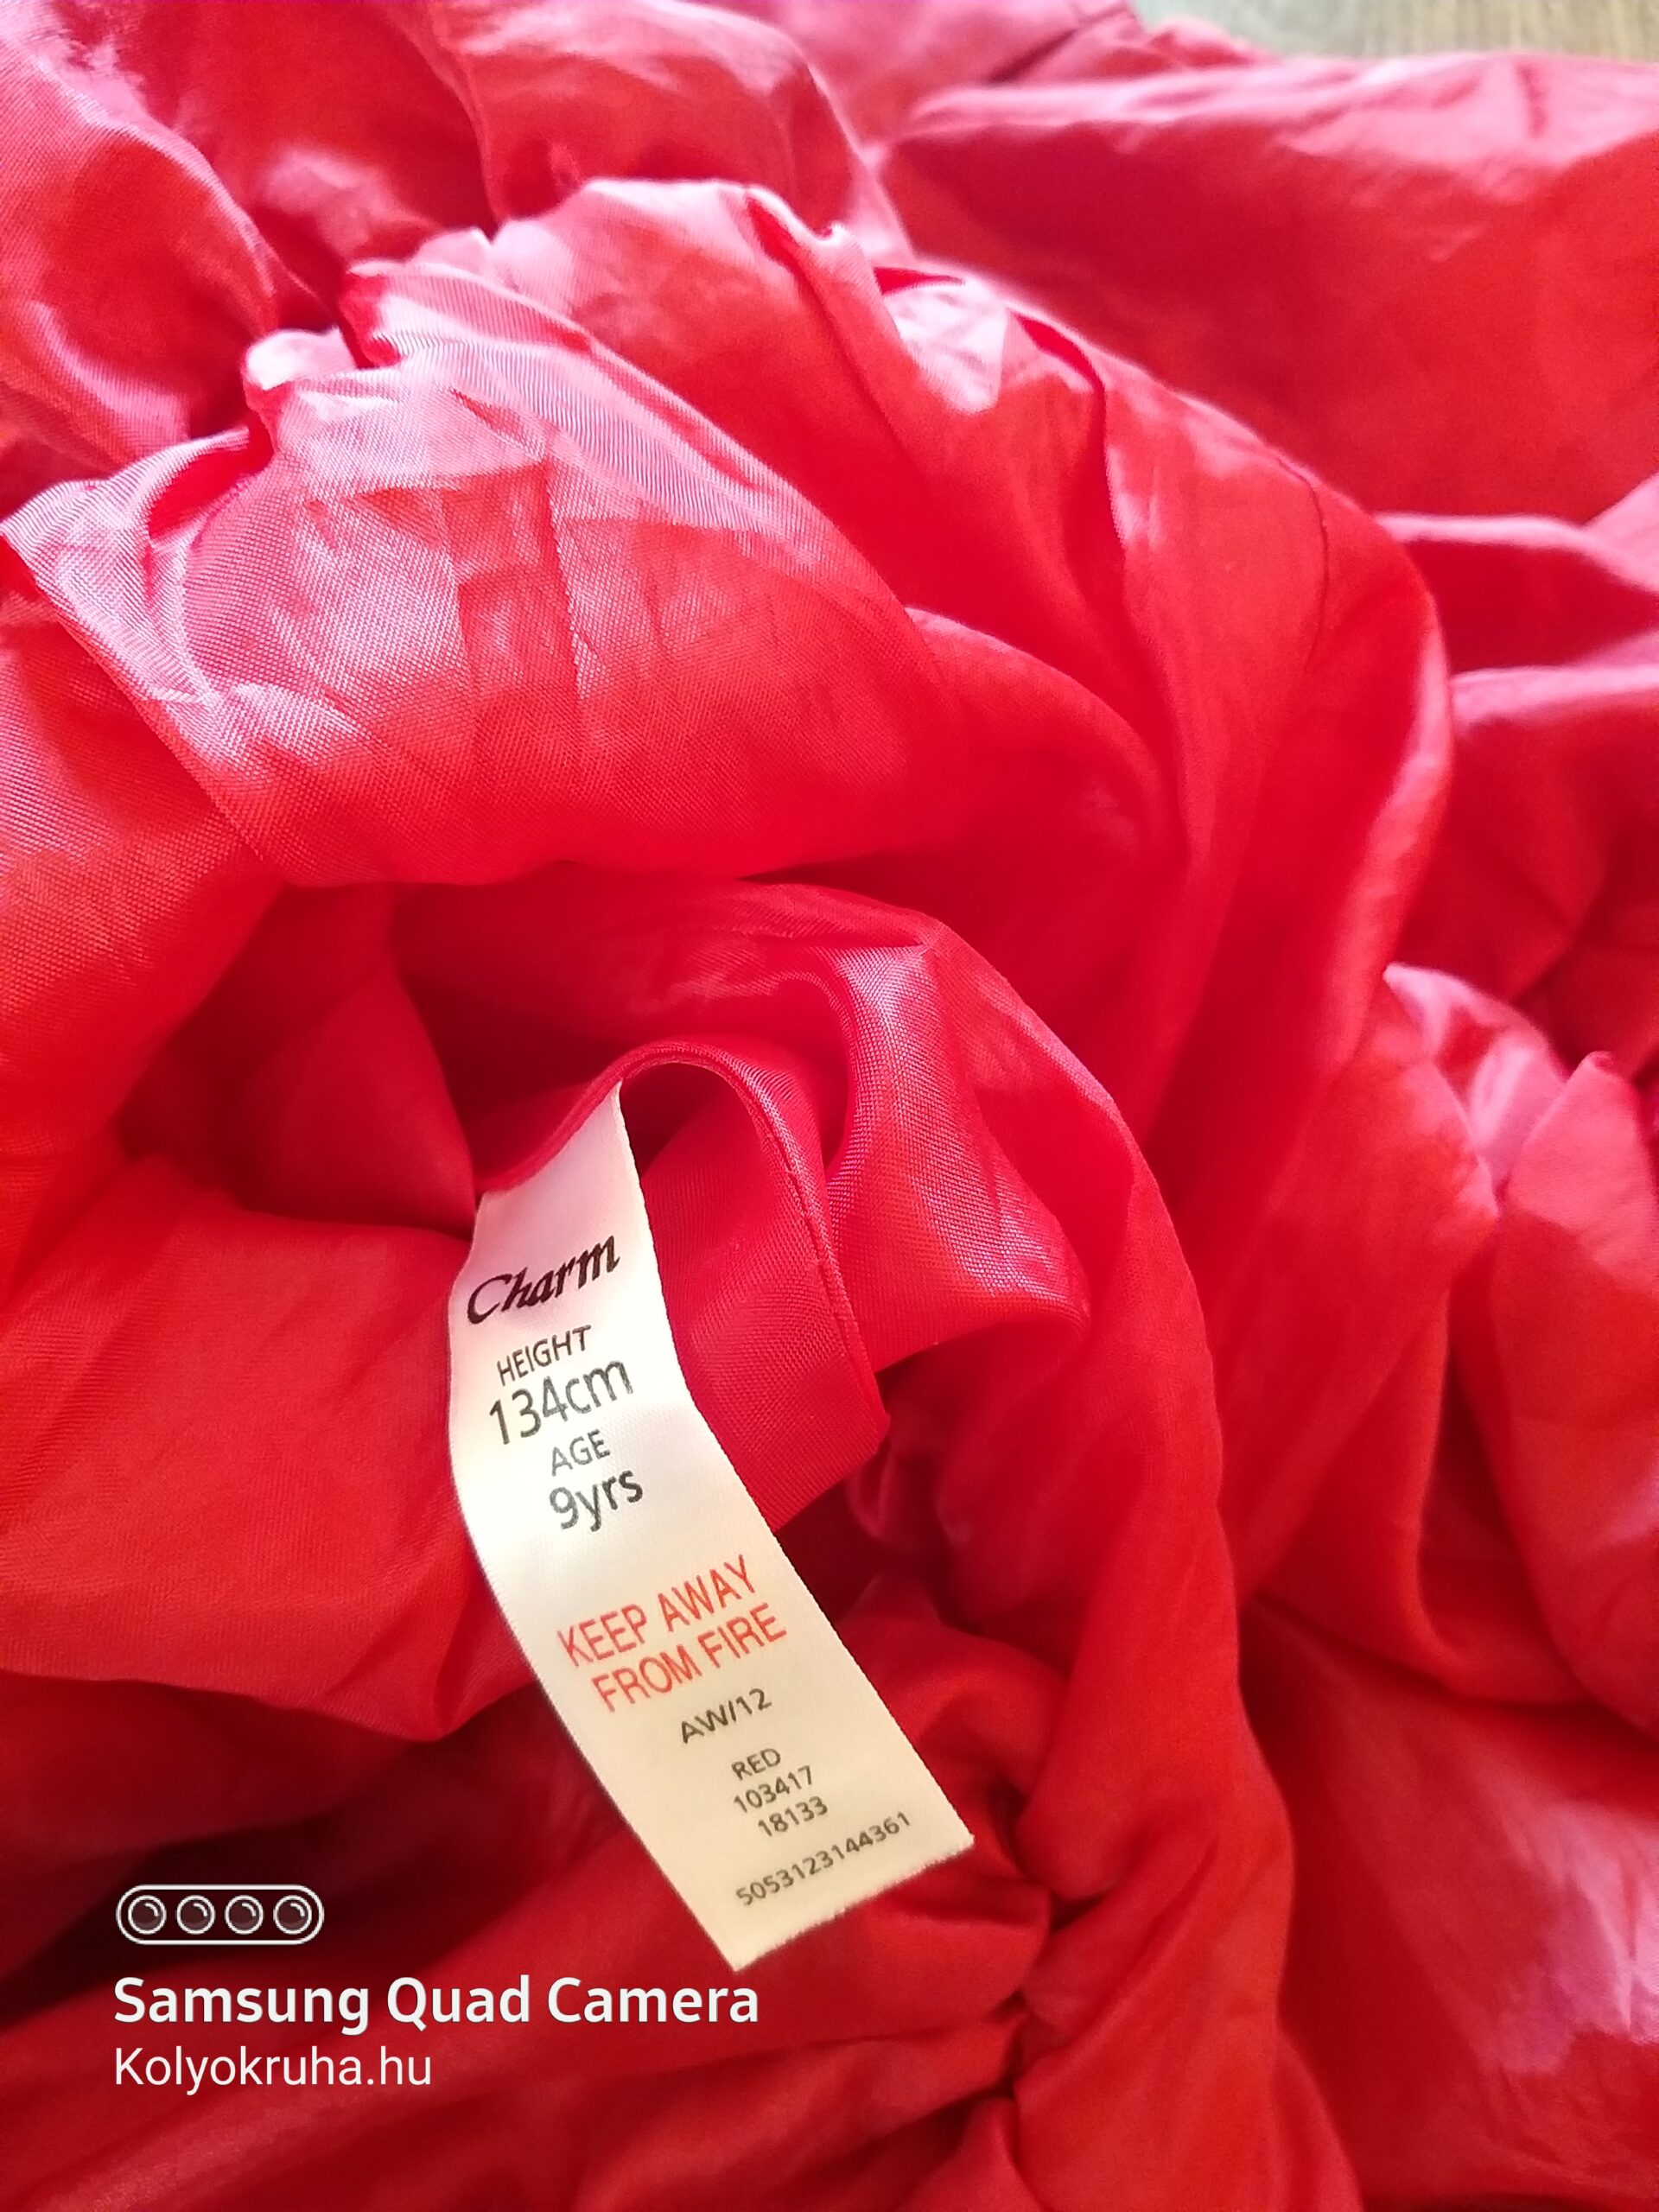 Charm
HEIGHT
134cm
AGE
9yrs
KEEP AWAY
FROM FIRE
AW/12
RED
103417
18133
5053123144361
Samsung Quad Camera
Kolyokruha.hu